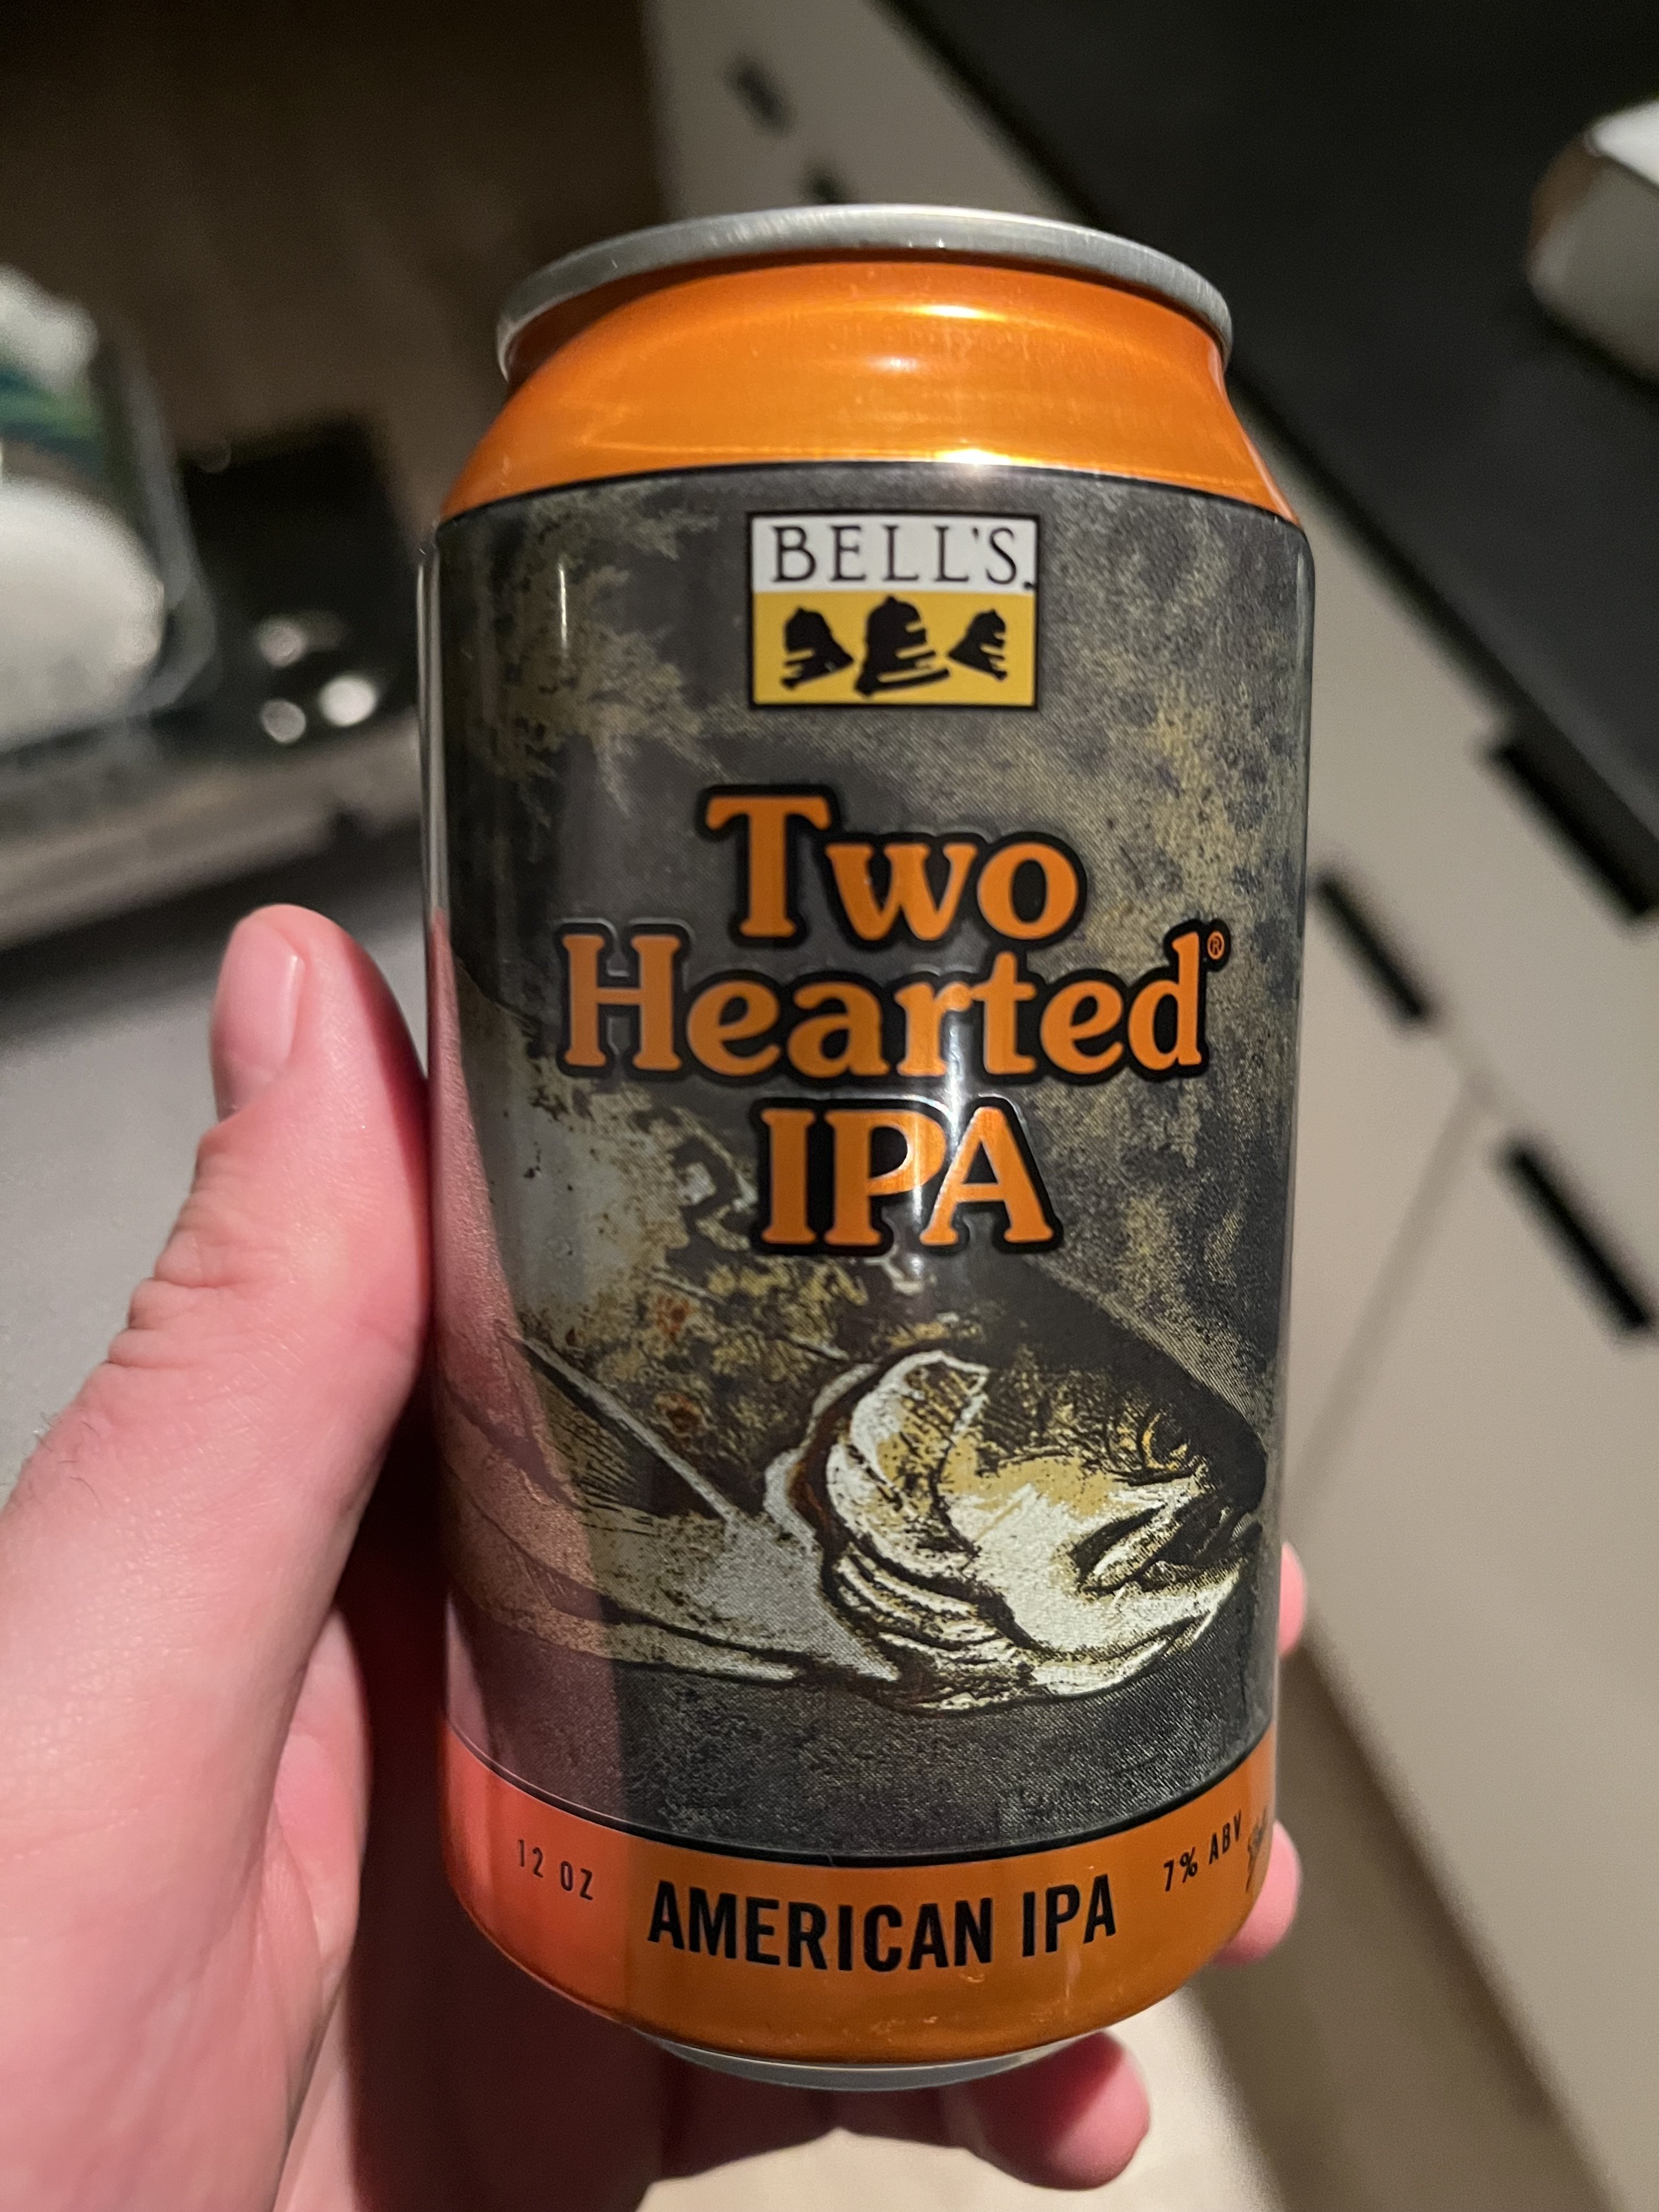 BELL'S
Two
Hearted®
IPA
12 OZ
AMERICAN IPA
7% ABV